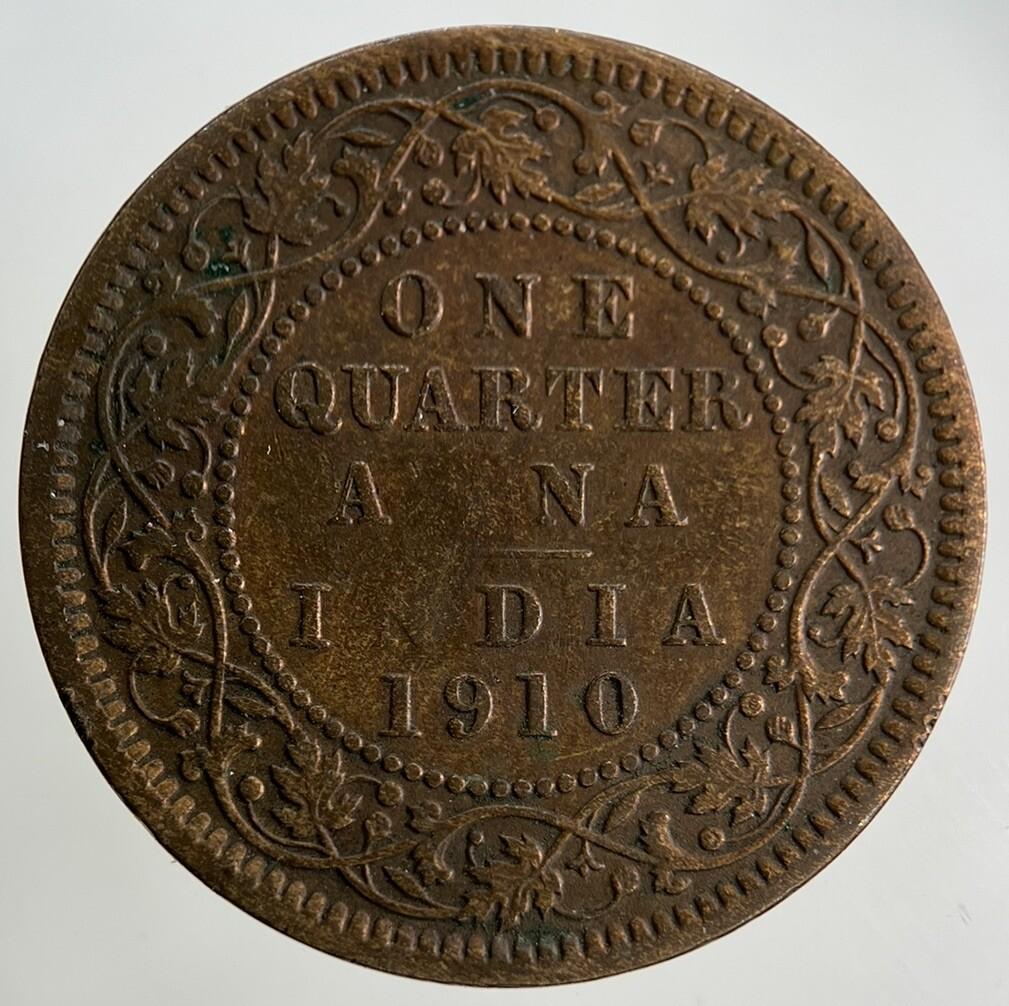 ONE
QUARTER
A NA
I DIA
1910